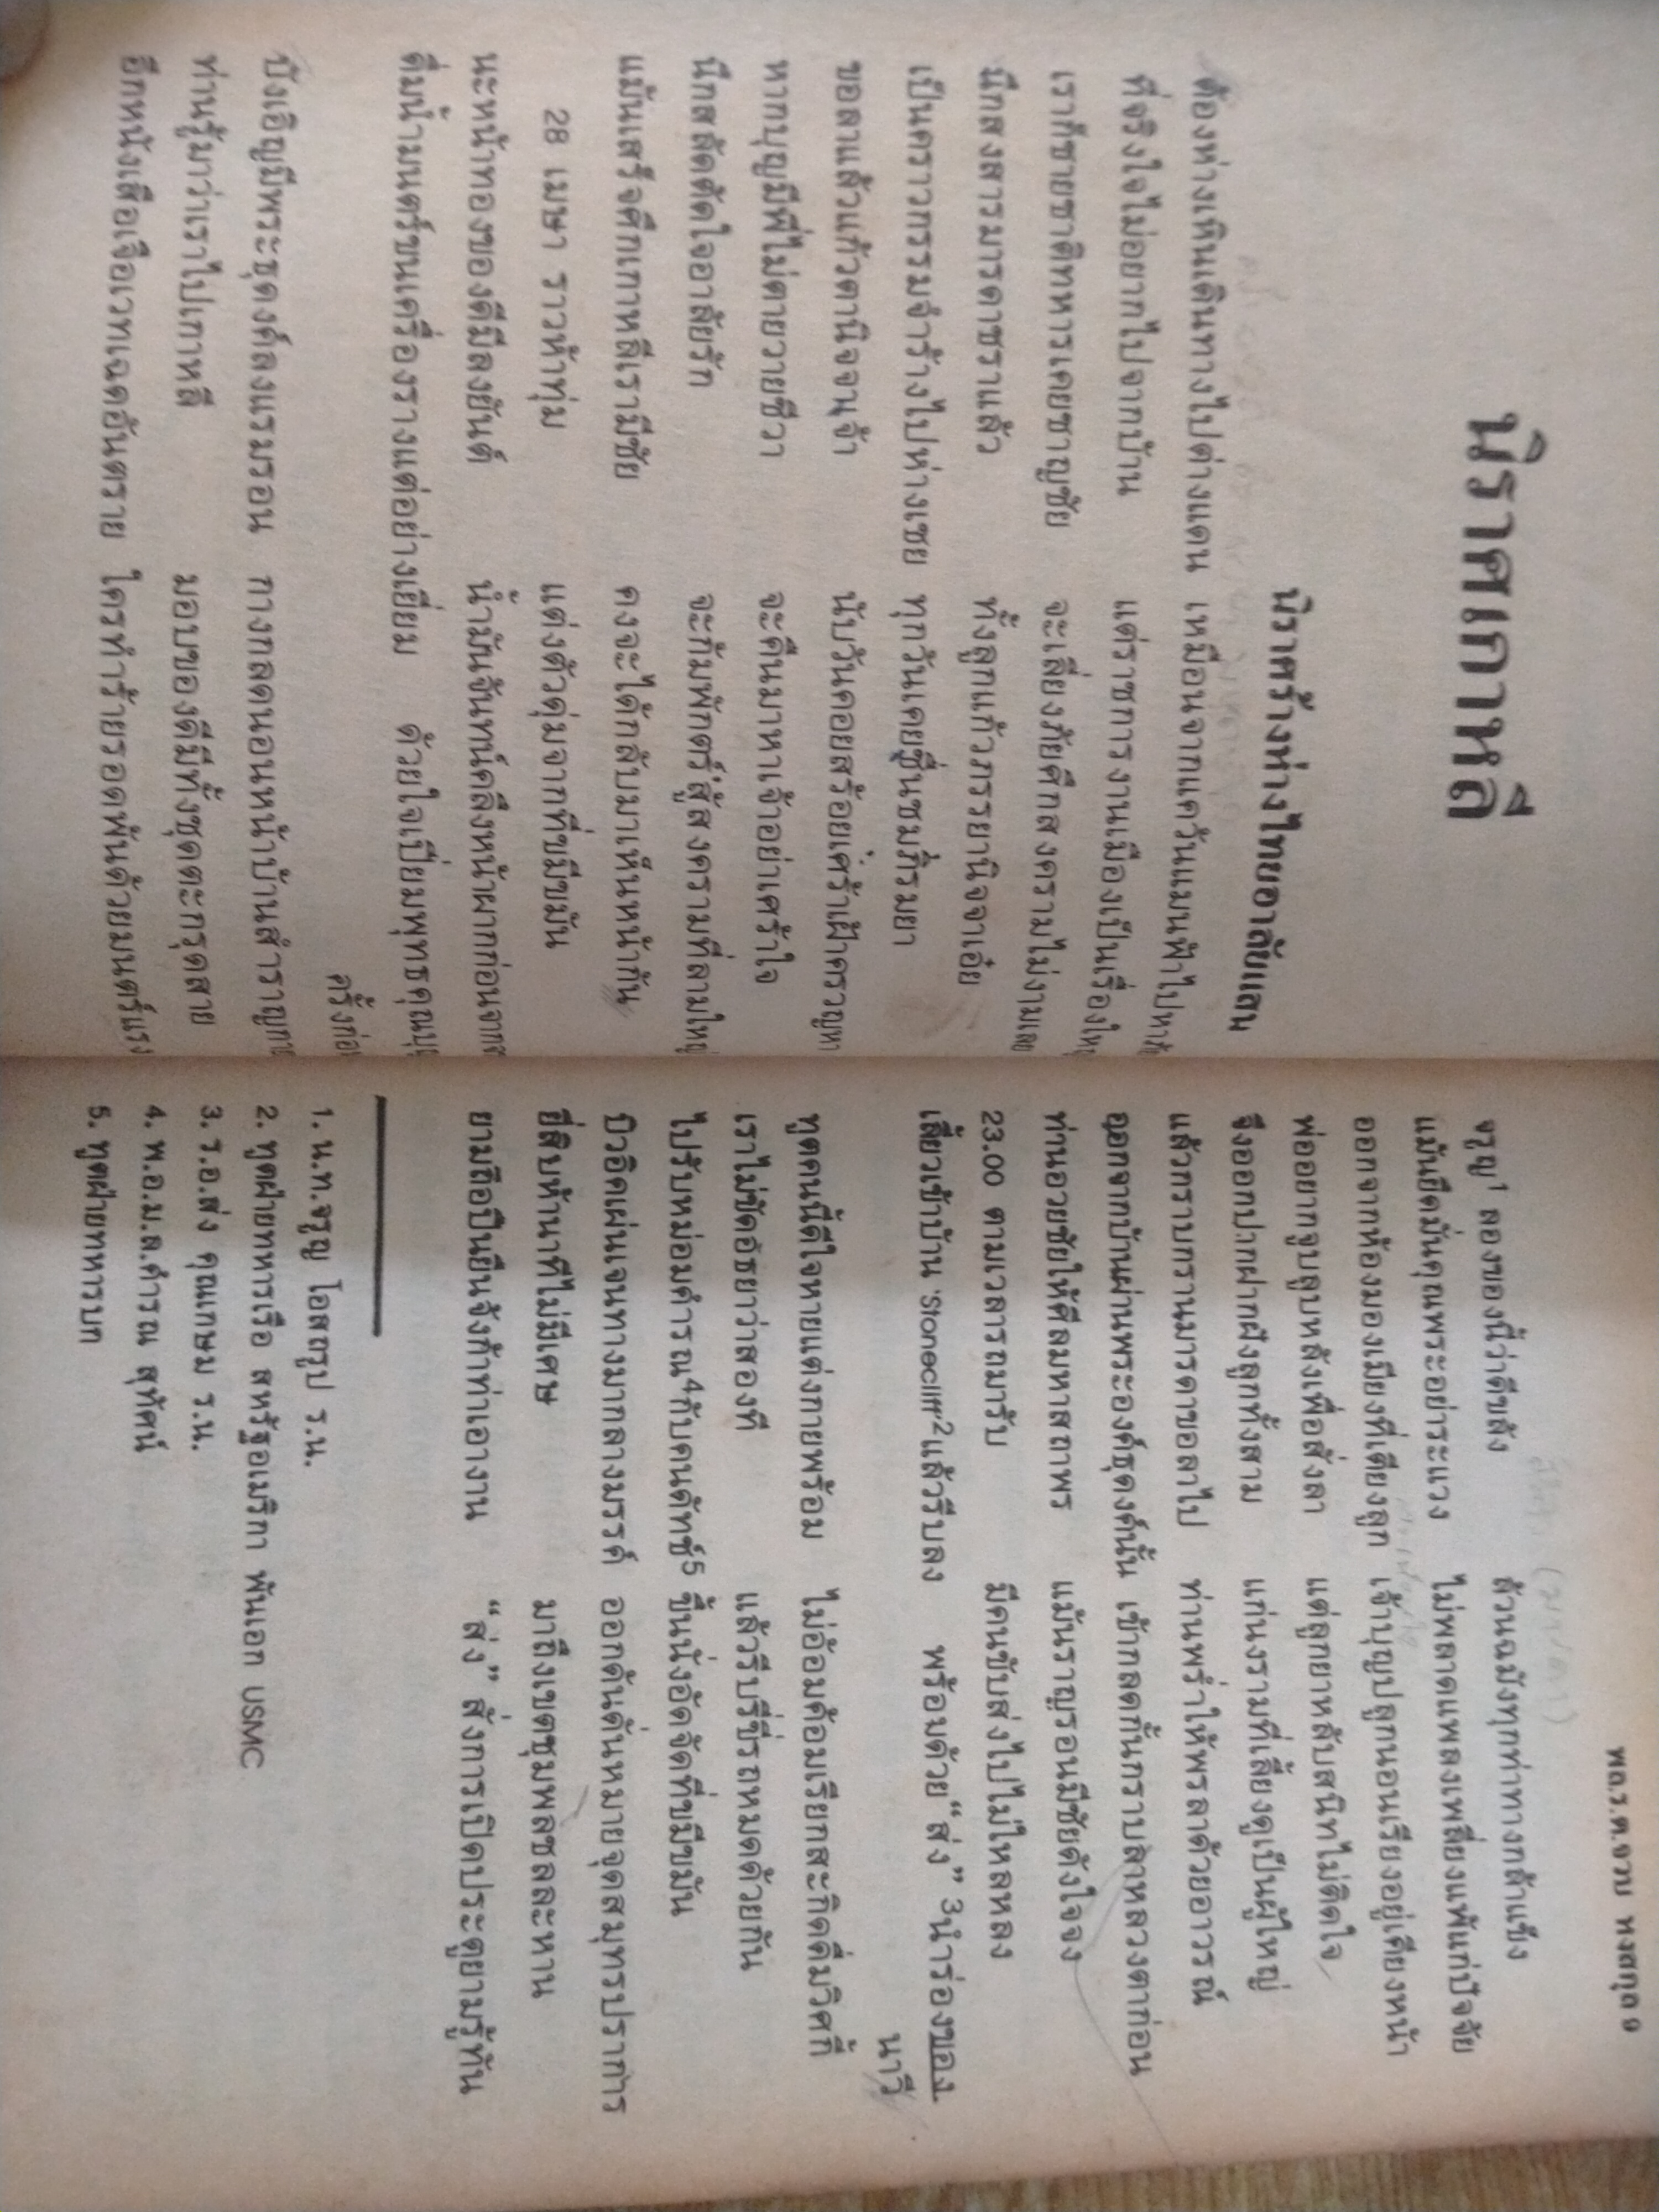 นิราศเกาหลี
นิราศร้างห่างไทยอาลัยแสน
ต้องห่างเหินเดินทางไปต่างแดน เหมือนจากแคว้นแมนฟ้าไปหา
ที่จริงใจไม่อยากไปจากบ้าน แต่ราชการงานเมืองเป็นเรื่องให
เราก็ชายชาติทหารเคยชาญชัย จะเลี่ยงภัยศึกสงครามไม่งามเลย
นึกสงสารมารดาชราแล้ว ทั้งลูกแก้วภรรยานิจจาเอ๋ย
เป็นคราวกรรมจำร้างไปห่างเชย ทุกวันเคยชื่นชมภิรมยา
ขอลาแล้วแก้วตานิจจาเจ้า นับวันคอยสร้อยเศร้าเฝ้าครวญหา
หากบุญมีพี่ไม่ตายวายชีวา จะคืนมาหาเจ้าอย่าเศร้าใจ
นึกสลัดตัดใจอาลัยรัก จะก้มพักตร์สู้สงครามที่ลามใหญ่
แม้นเสร็จศึกเกาหลีเรามีชัย คงจะได้กลับมาเห็นหน้ากัน
28 เมษา ราวห้าทุ่ม แต่งตัวตุ่มจากที่ขมีขมัน
นะหน้าทองของดีมีลงยันต์ น้ำมันจันทน์คลึงหน้าผากก่อนจาก
ดื่มน้ำมนตร์ขนเครื่องรางแต่อย่างเยี่ยม ด้วยใจเปี่ยมพุทธคุณ
ครั้งก่อ
บังเอิญมีพระธุดงค์ลงแรมรอน กางกลดนอนหน้าบ้านสำราญ
ท่านรู้มาว่าเราไปเกาหลี มอบของดีมีทั้งชุดตะกรุดสาย
อีกหนังเสือเจือเวทเฉดอันตราย ใครทำร้ายรอดพ้นด้วยมนตร์แรง
พล.ร.ต.จวบ หงสกุล 9
จรูญ¹ ลองของนี้ว่าดีขลัง ล้วนฉมังทุกท่าทางกล้าแข็ง
แม้นยึดมั่นคุณพระอย่าระแวง ไม่พลาดแพลงเพลี่ยงแพ้นแก่ปัจจัย
ออกจากห้องมองเมียงที่เตียงลูก เจ้าบุญปลูกนอนเรียงอยู่เตียงหน้า
พ่ออยากจูบลูบหลังเพื่อสั่งลา แต่ลูกยาหลับสนิทไม่ติดใจ
จึงออกปากฝากฝังลูกทั้งสาม แก่นงรามที่เลี้ยงดูเป็นผู้ใหญ่
แล้วกราบกรานมารดาขอลาไป ท่านพร่ำให้พรลาด้วยอาวรณ์
ออกจากบ้านผ่านพระองค์ธุดงค์นั้น เข้ากลดกั้นกราบลาหลวงตาก่อน
ท่านอวยชัยให้ศีลมหาสถาพร แม้นราญรอนมีชัยดังใจจง
23.00 ตามเวลารถมารับ มีคนขับส่งไปไม่ใหลหลง
เลี้ยวเข้าบ้าน 'Stonecliff'²แล้วรีบลง พร้อมด้วย “ส่ง” ³นำร่องของ
นาวี
ทูตคนนี้ดีใจหายแต่งกายพร้อม ไม่อ้อมค้อมเรียกสะกิดดื่มวิสกี้
เราไม่ขัดอัชยาว่าสองที แล้วรีบรี่ขึ้รถหมดด้วยกัน
ไปรับหม่อมคำรณ⁴กับคนดัทช์⁵ ขึ้นนั่งอัดจัดที่ขมีขมัน
บิวอิคเผ่นเจนทางมากลางมรรค์ ออกดันด้นหมายจุดสมุทรปราการ
ยี่สิบห้านาทีไม่มีเศษ มาถึงเขตชุมพลชลละหาน
ยามถือปืนยืนจังก้าท่าเอางาน “ส่ง” สั่งการเปิดประตูยามรู้ทัน
1. น.ท.จรูญ โอสถรูป ร.น.
2. ทูตฝ่ายทหารเรือ สหรัฐอเมริกา พันเอก USMC
3. ร.อ.ส่ง คุณเกษม ร.น.
4. พ.อ.ม.ล.คำรณ สุทัศน์
5. ทูตฝ่ายทหารบก